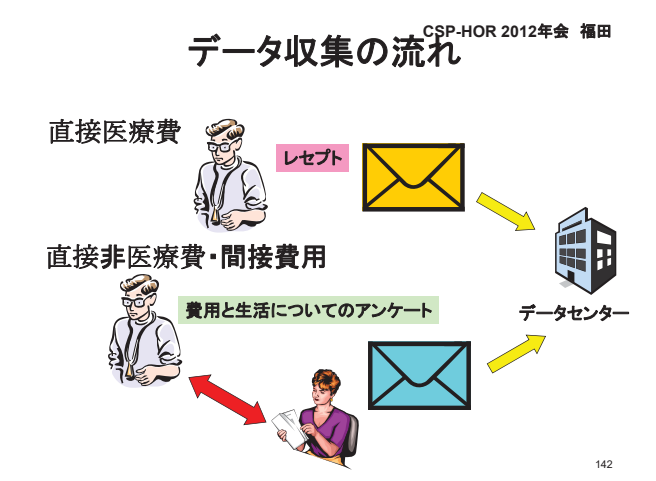 CSP-HOR 2012年会 福田
データ収集の流れ
直接医療費
レセプト
直接非医療費・間接費用
費用と生活についてのアンケート
データセンター
142